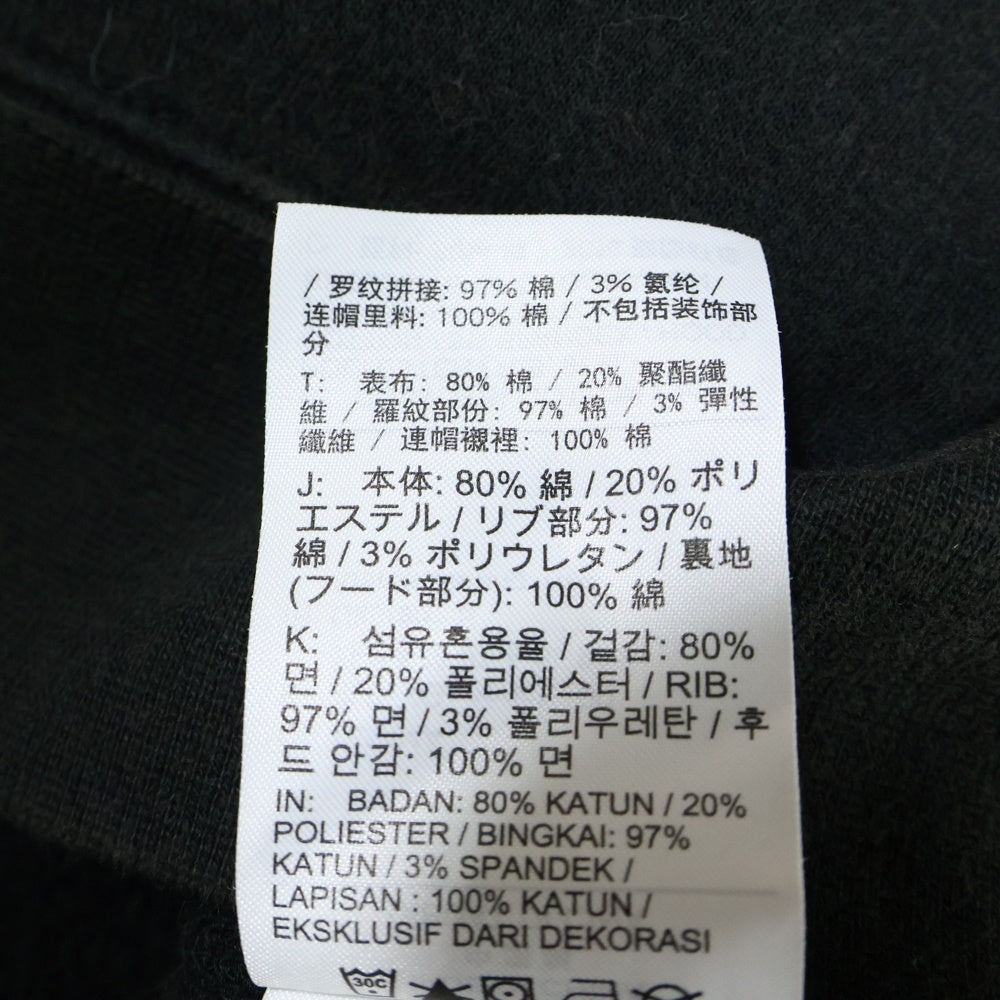 / 罗纹拼接: 97% 棉 / 3% 氨纶 /
连帽里料: 100% 棉 / 不包括装饰部
分
T: 表布: 80% 棉 / 20% 聚酯纖
維 / 羅紋部份: 97% 棉 / 3% 彈性
纖維 / 連帽襯裡: 100% 棉
J: 本体: 80% 綿 / 20% ポリ
エステル / リブ部分: 97%
綿 / 3% ポリウレタン / 裏地
(フード部分): 100% 綿
K: 섬유혼용율 / 겉감: 80%
면 / 20% 폴리에스터 / RIB:
97% 면 / 3% 폴리우레탄 / 후
드 안감: 100% 면
IN: BADAN: 80% KATUN / 20%
POLIESTER / BINGKAI: 97%
KATUN / 3% SPANDEK /
LAPISAN : 100% KATUN /
EKSKLUSIF DARI DEKORASI
30C